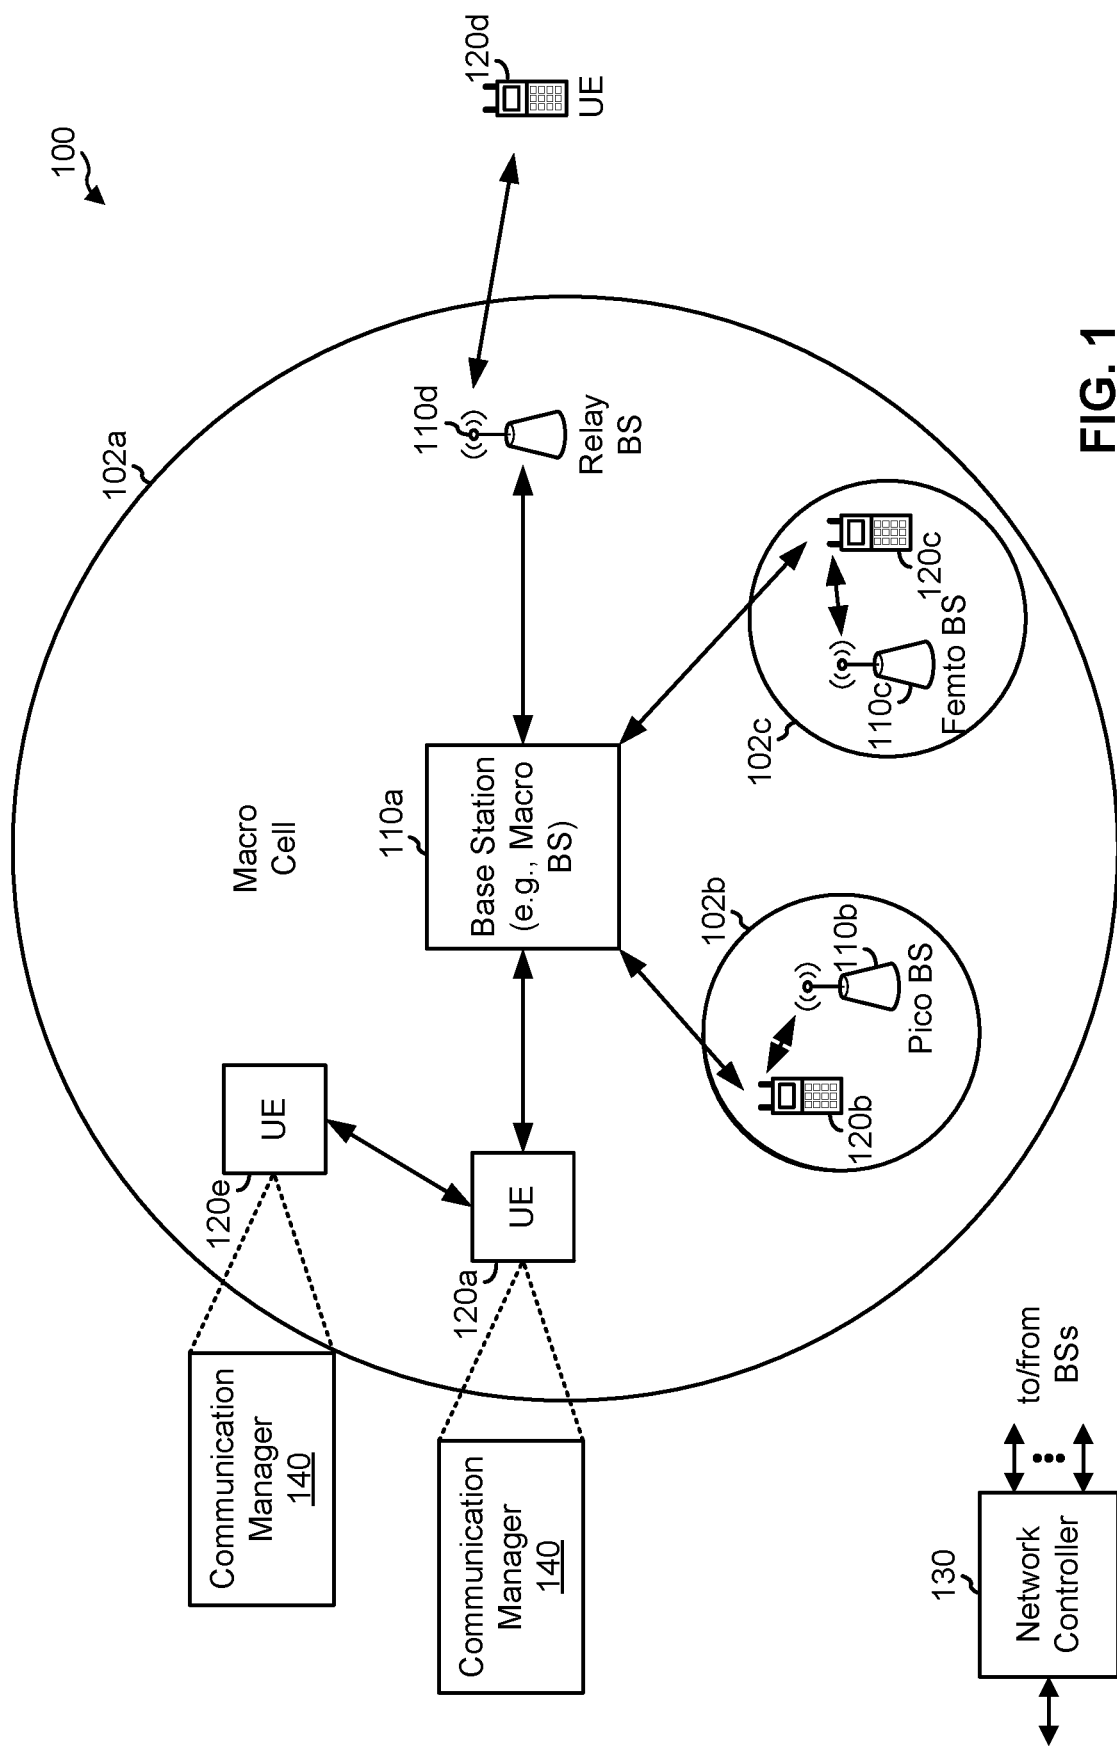 100
102a
Macro
Cell
110a
Base Station
(e.g., Macro
BS)
110d
Relay
BS
120d
UE
120e
UE
120a
UE
Communication
Manager
140
Communication
Manager
140
102b
110b
Pico BS
120b
102c
110c
Femto BS
120c
130
Network
Controller
to/from
BSs
FIG. 1